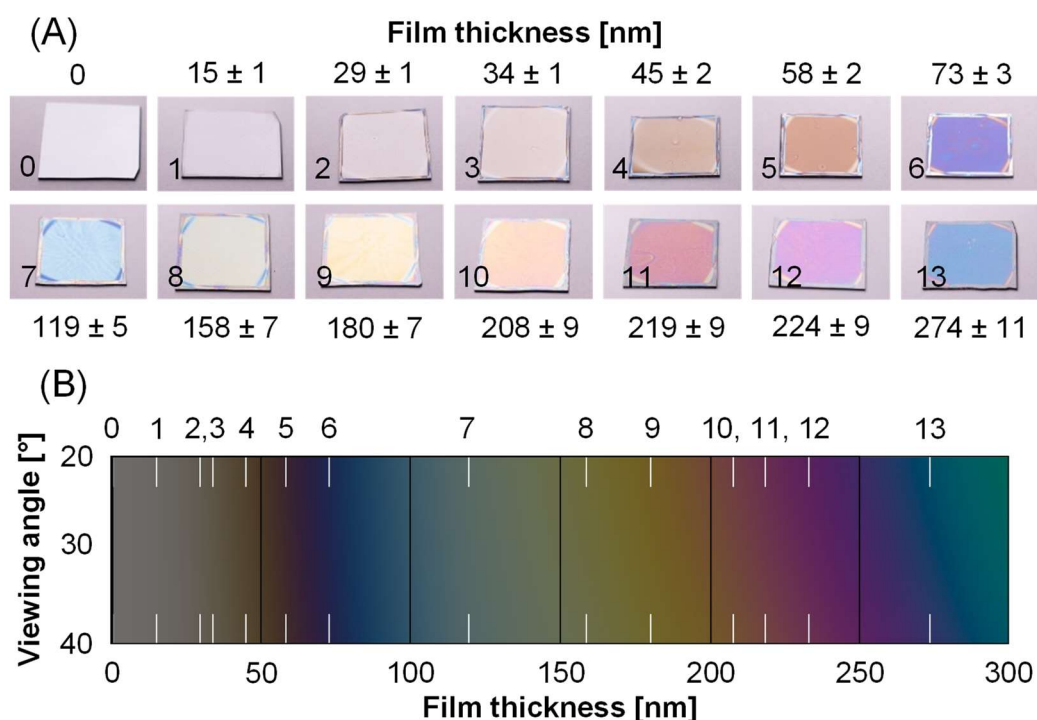 (A)
Film thickness [nm]
0 15 ± 1 29 ± 1 34 ± 1 45 ± 2 58 ± 2 73 ± 3
0 1 2 3 4 5 6
7 8 9 10 11 12 13
119 ± 5 158 ± 7 180 ± 7 208 ± 9 219 ± 9 224 ± 9 274 ± 11
(B)
0 1 2,3 4 5 6 7 8 9 10, 11, 12 13
Viewing angle [°]
20
30
40
0 50 100 150 200 250 300
Film thickness [nm]